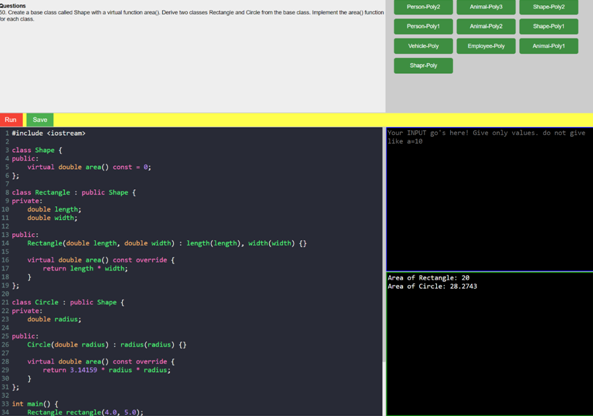 Questions
50. Create a base class called Shape with a virtual function area(). Derive two classes Rectangle and Circle from the base class. Implement the area() function
for each class.
Person-Poly2 Animal-Poly3 Shape-Poly2
Person-Poly1 Animal-Poly2 Shape-Poly1
Vehicle-Poly Employee-Poly Animal-Poly1
Shapr-Poly
Run Save
1 #include <iostream>
2
3 class Shape {
4 public:
5     virtual double area() const = 0;
6 };
7
8 class Rectangle : public Shape {
9 private:
10     double length;
11     double width;
12
13 public:
14     Rectangle(double length, double width) : length(length), width(width) {}
15
16     virtual double area() const override {
17         return length * width;
18     }
19 };
20
21 class Circle : public Shape {
22 private:
23     double radius;
24
25 public:
26     Circle(double radius) : radius(radius) {}
27
28     virtual double area() const override {
29         return 3.14159 * radius * radius;
30     }
31 };
32
33 int main() {
34     Rectangle rectangle(4.0, 5.0);
Your INPUT go's here! Give only values. do not give
like a=10
Area of Rectangle: 20
Area of Circle: 28.2743